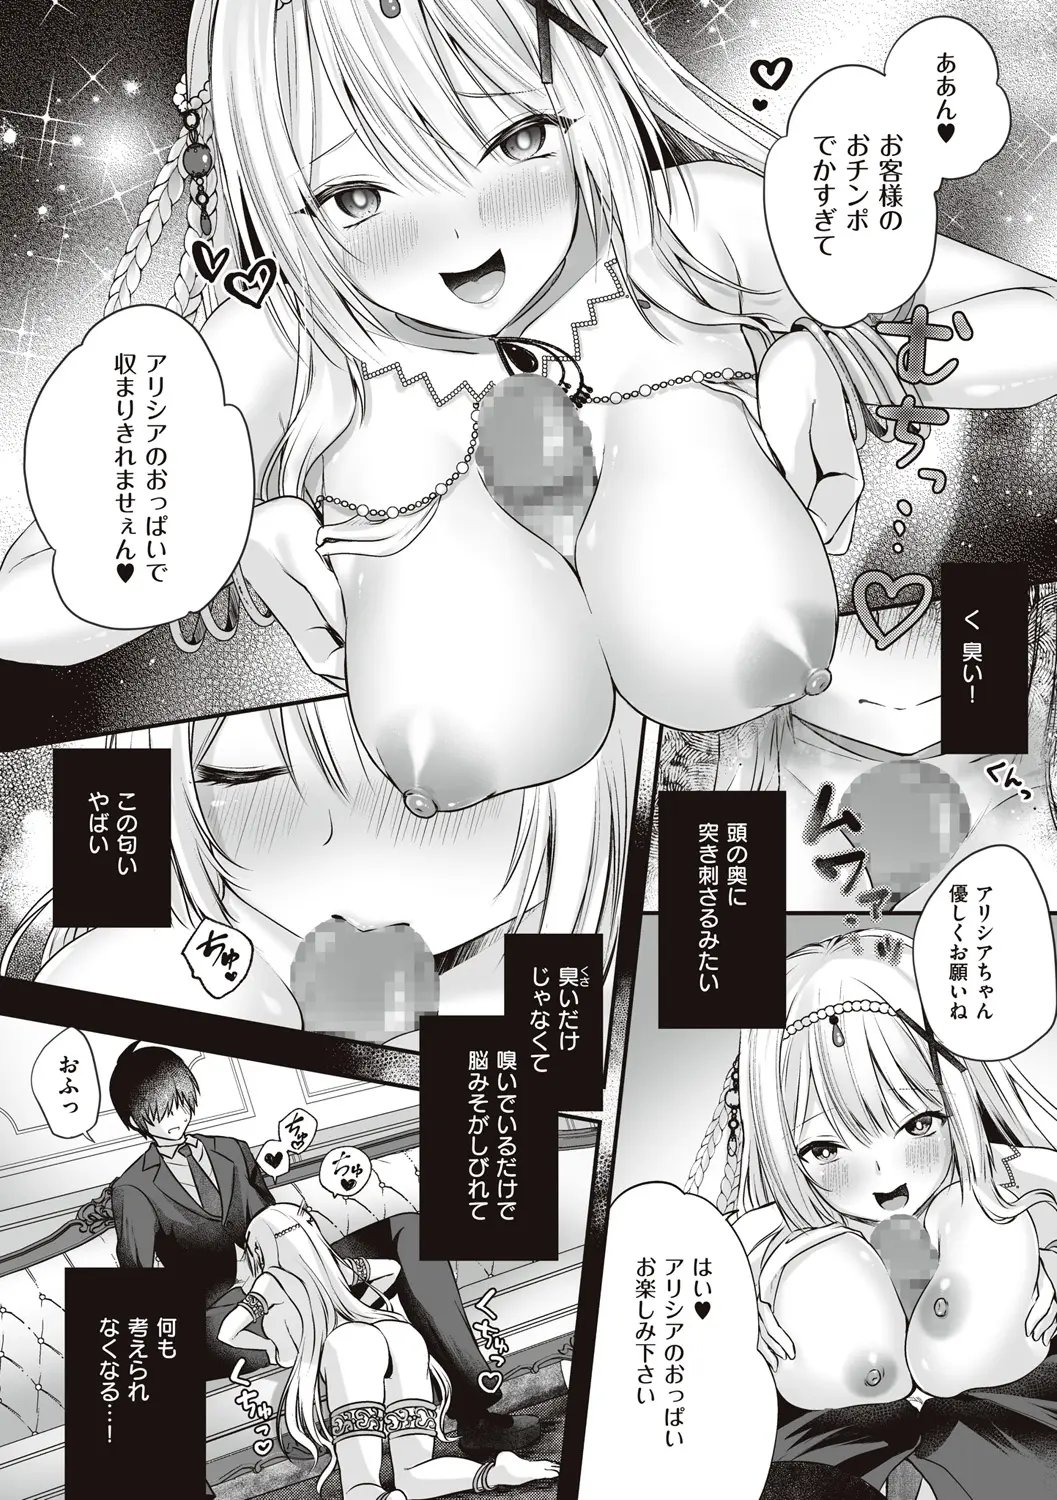 ああん♥
お客様の
おチンポ
でかすぎて
アリシアのおっぱいで
収まりきれませぇん♥
むちっ…♡
く 臭い！
くんっ
ムワァァ
頭の奥に
突き刺さるみたい
この匂い
やばい
ちゅ♥
臭いだけ
くさ
じゃなくて
嗅いでいるだけで
脳みそがしびれて
アリシアちゃん
優しくお願いね
はい♥
アリシアのおっぱい
お楽しみ下さい
おふっ
ちゅ♥
ちゅ♥
くちゅっ♡
くちゅっ♡
何も
考えられ
なくなる…！